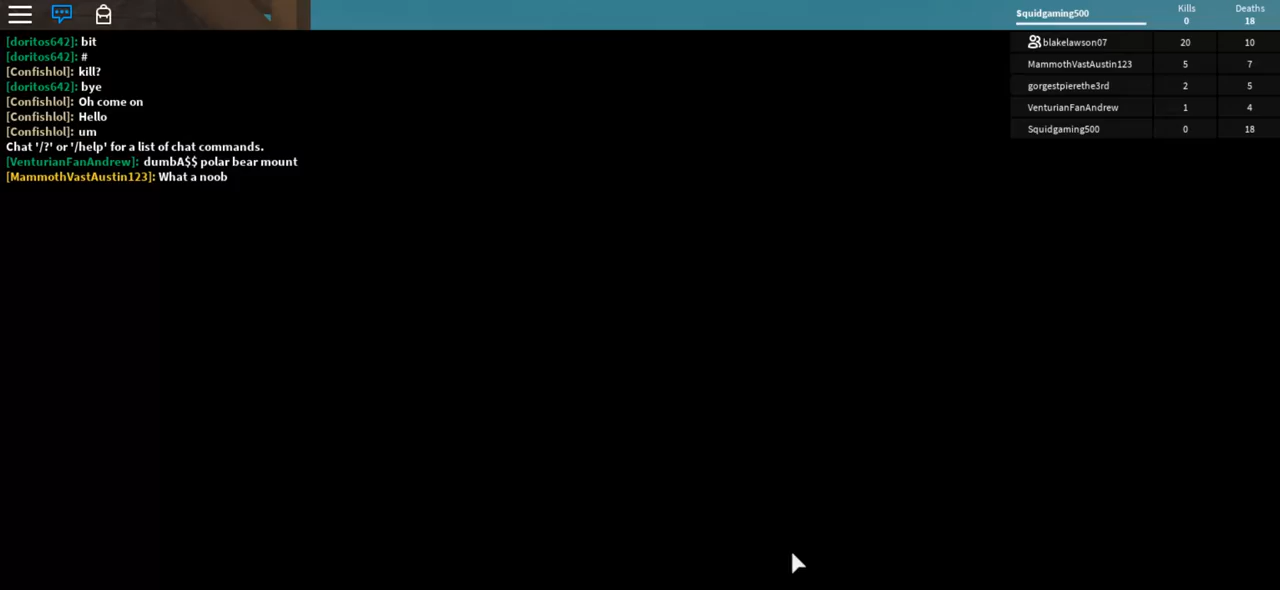 Squidgaming500 Kills Deaths
0 18
[doritos642]: bit
[doritos642]: #
[Confishlol]: kill?
[doritos642]: bye
[Confishlol]: Oh come on
[Confishlol]: Hello
[Confishlol]: um
Chat '/?' or '/help' for a list of chat commands.
[VenturianFanAndrew]: dumbA$$ polar bear mount
[MammothVastAustin123]: What a noob
blakelawson07 20 10
MammothVastAustin123 5 7
gorgestpierethe3rd 2 5
VenturianFanAndrew 1 4
Squidgaming500 0 18